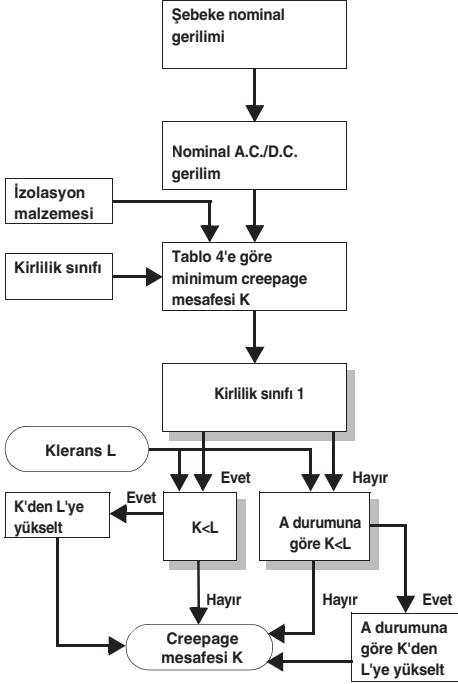 Şebeke nominal
gerilimi
Nominal A.C./D.C.
gerilim
İzolasyon
malzemesi
Kirlilik sınıfı
Tablo 4'e göre
minimum creepage
mesafesi K
Kirlilik sınıfı 1
Klerans L
Evet
Hayır
K'den L'ye
yükselt
Evet
K<L
A durumuna
göre K<L
Hayır
Hayır
Evet
Creepage
mesafesi K
A durumuna
göre K'den
L'ye yükselt